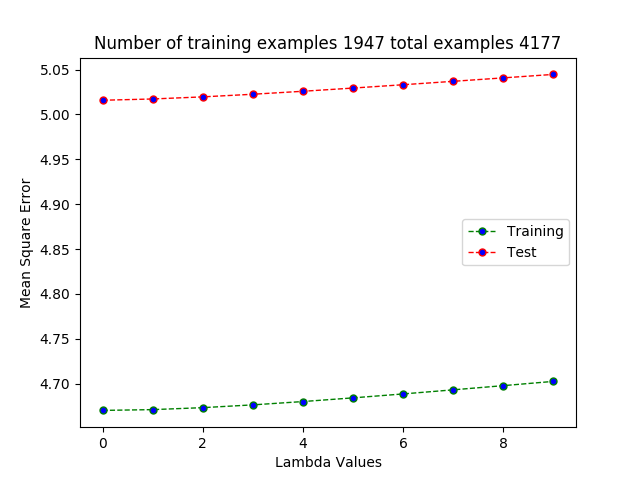 Number of training examples 1947 total examples 4177
5.05
5.00
4.95
4.90
4.85
4.80
4.75
4.70
Mean Square Error
Training
Test
0 2 4 6 8
Lambda Values